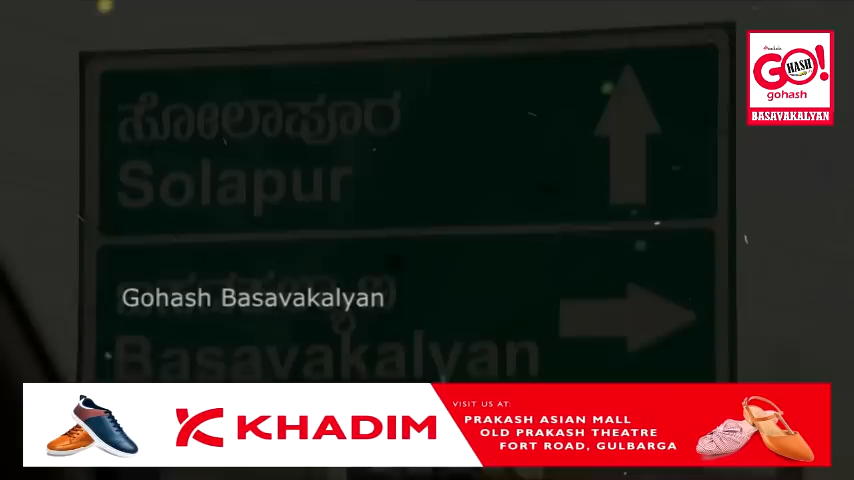 ಸೋಲಾಪೂರ
Solapur
Gohash Basavakalyan
Basavakalyan
GO!
HASH
gohash
BASAVAKALYAN
KHADIM
VISIT US AT:
PRAKASH ASIAN MALL
OLD PRAKASH THEATRE
FORT ROAD, GULBARGA